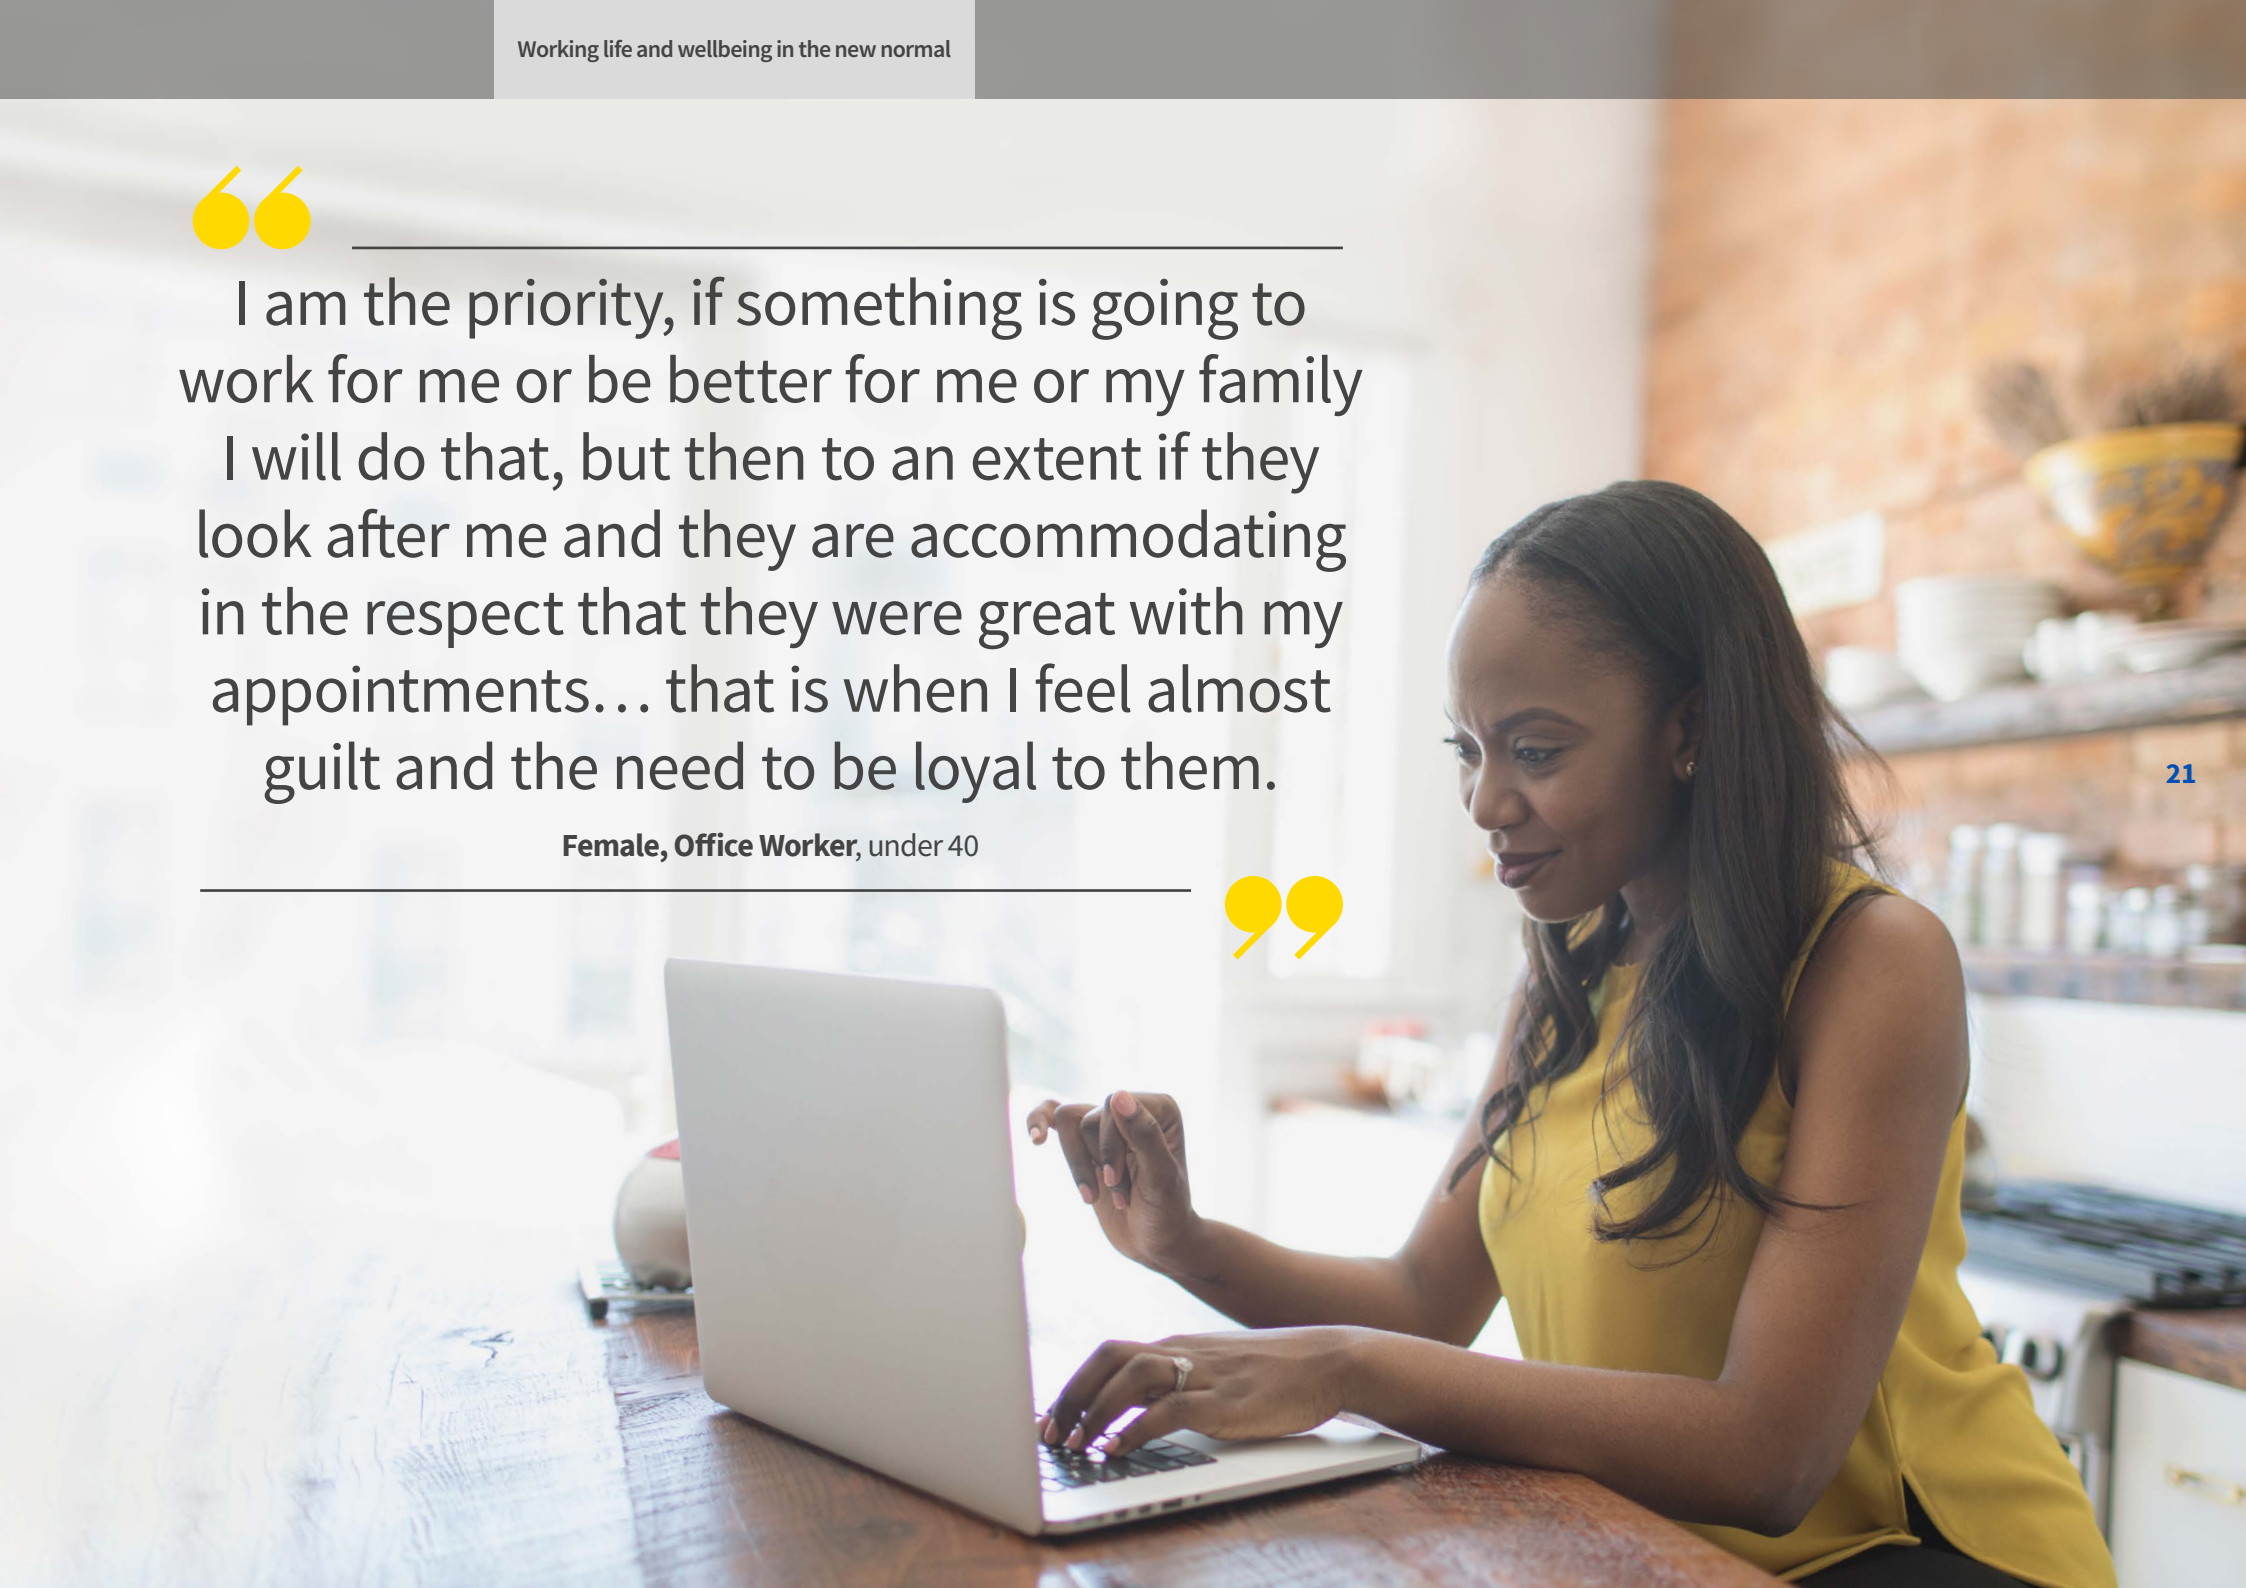 Working life and wellbeing in the new normal
“
I am the priority, if something is going to
work for me or be better for me or my family
I will do that, but then to an extent if they
look after me and they are accommodating
in the respect that they were great with my
appointments… that is when I feel almost
guilt and the need to be loyal to them.
Female, Office Worker, under 40
”
21